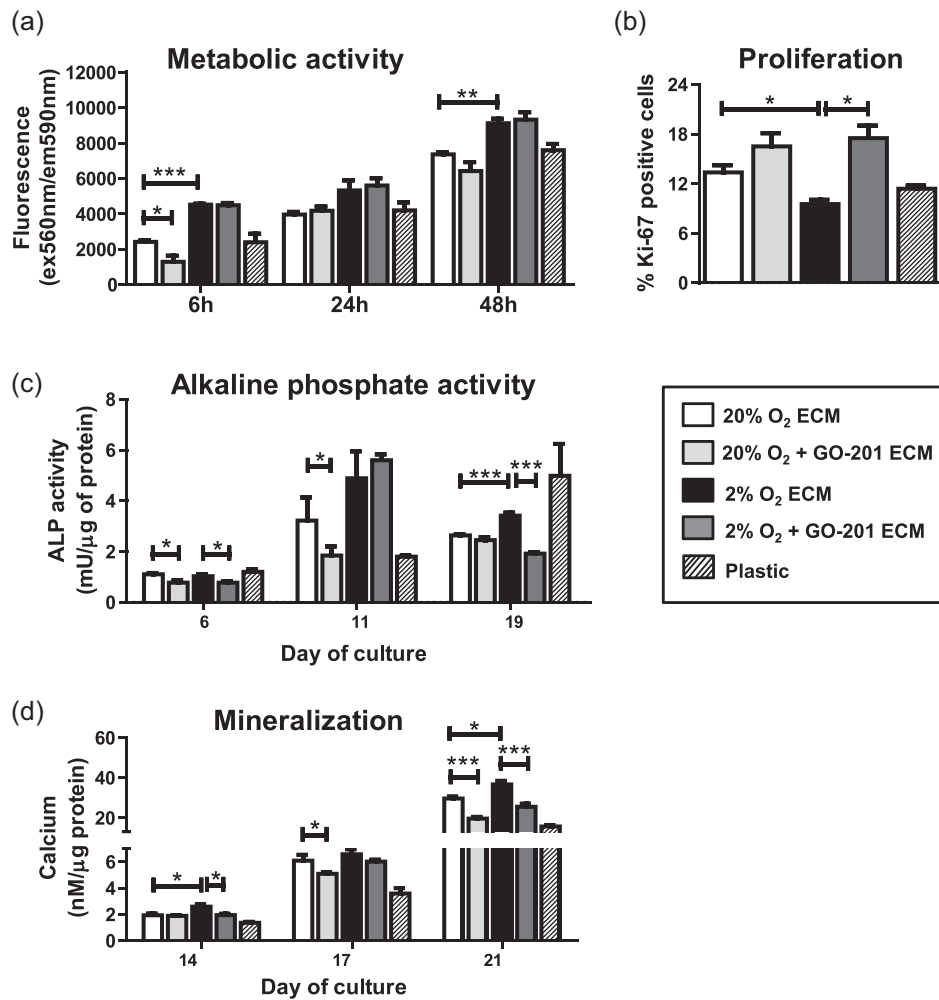 (a)
Metabolic activity
Fluorescence
(ex560nm/em590nm)
12000
10000
8000
6000
4000
2000
0
***
*
**
6h
24h
48h
(b)
Proliferation
% Ki-67 positive cells
24
18
12
6
0
*
*
(c)
Alkaline phosphate activity
ALP activity
(mU/μg of protein)
8
6
4
2
0
*
*
*
***
***
6
11
19
Day of culture
20% O₂ ECM
20% O₂ + GO-201 ECM
2% O₂ ECM
2% O₂ + GO-201 ECM
Plastic
(d)
Mineralization
Calcium
(nM/μg protein)
60
40
20
6
4
2
0
*
*
*
*
***
***
14
17
21
Day of culture